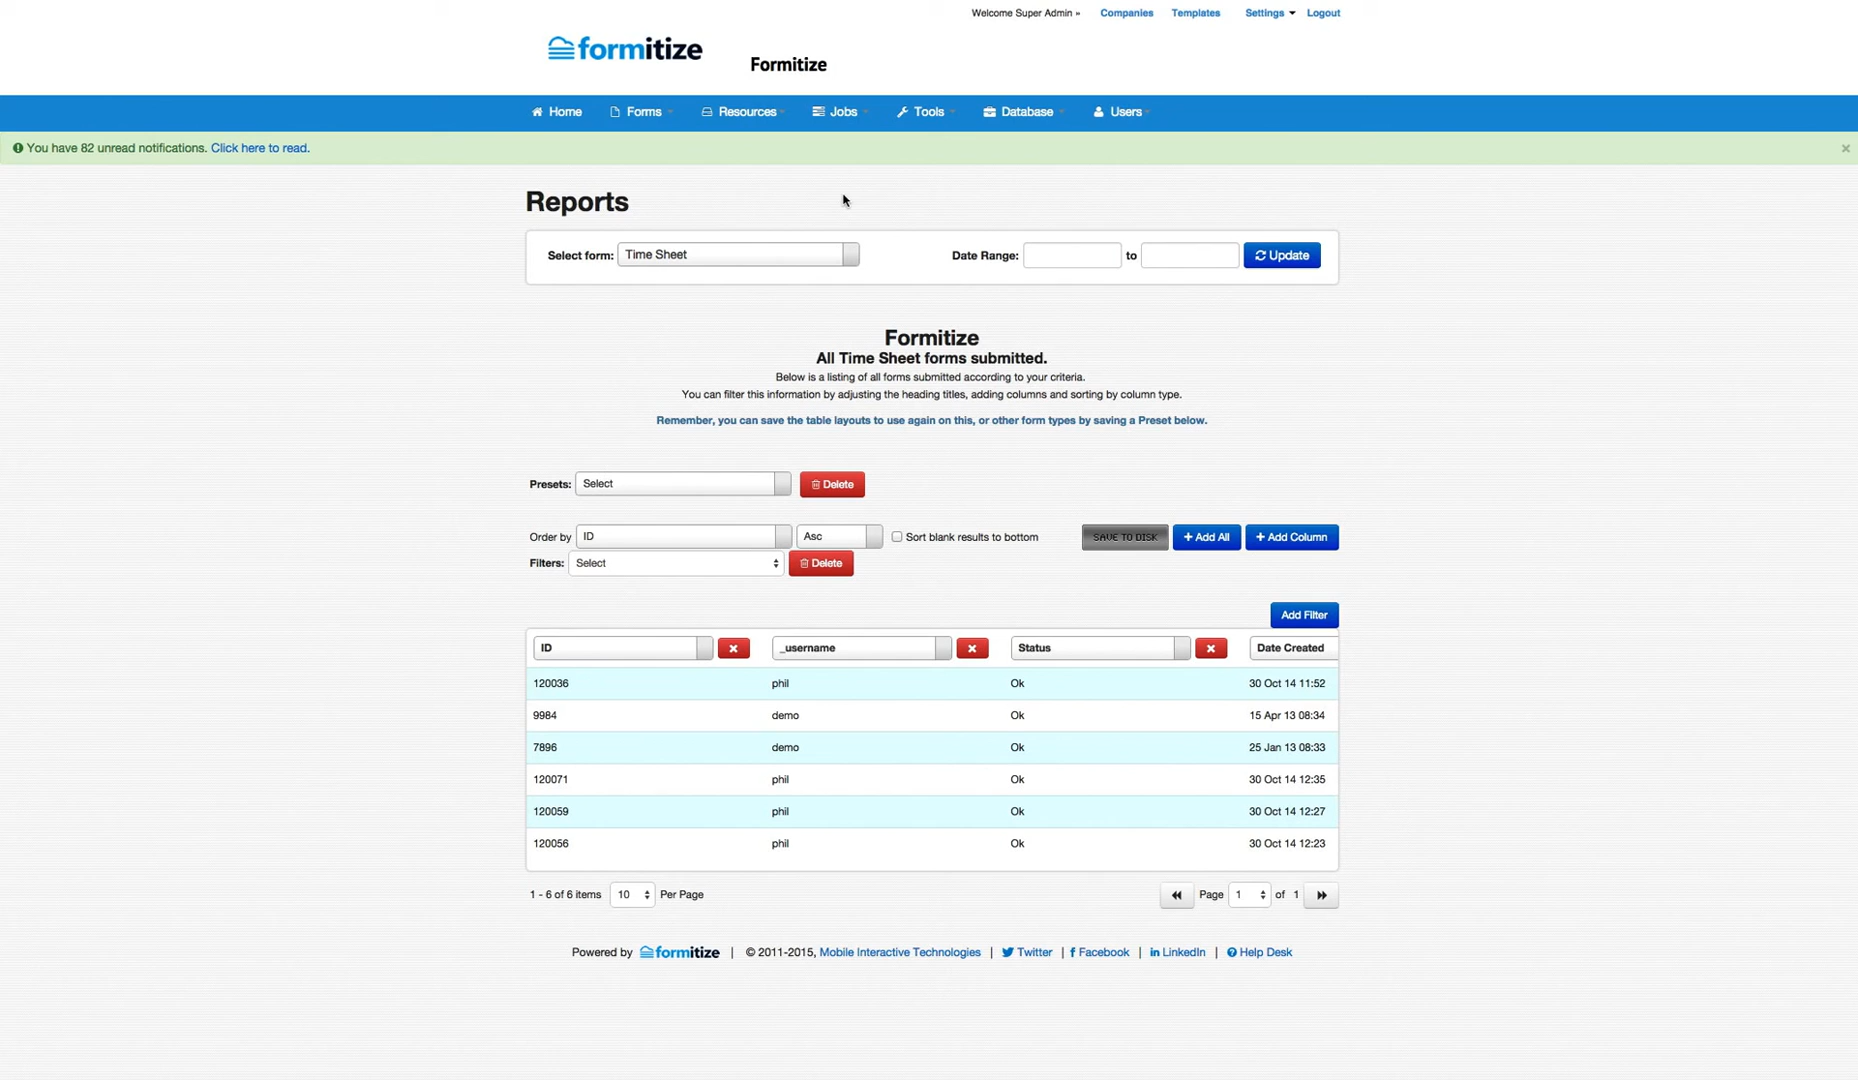 Welcome Super Admin » Companies Templates Settings Logout
formitize
Formitize
Home Forms Resources Jobs Tools Database Users
You have 82 unread notifications. Click here to read. ×
Reports
Select form: Time Sheet Date Range: to Update
Formitize
All Time Sheet forms submitted.
Below is a listing of all forms submitted according to your criteria.
You can filter this information by adjusting the heading titles, adding columns and sorting by column type.
Remember, you can save the table layouts to use again on this, or other form types by saving a Preset below.
Presets: Select Delete
Order by ID Asc Sort blank results to bottom SAVE TO DISK + Add All + Add Column
Filters: Select Delete
Add Filter
ID _username Status Date Created
120036 phil Ok 30 Oct 14 11:52
9984 demo Ok 15 Apr 13 08:34
7896 demo Ok 25 Jan 13 08:33
120071 phil Ok 30 Oct 14 12:35
120059 phil Ok 30 Oct 14 12:27
120056 phil Ok 30 Oct 14 12:23
1 - 6 of 6 items 10 Per Page Page 1 of 1
Powered by formitize | © 2011-2015, Mobile Interactive Technologies | Twitter | Facebook | LinkedIn | Help Desk